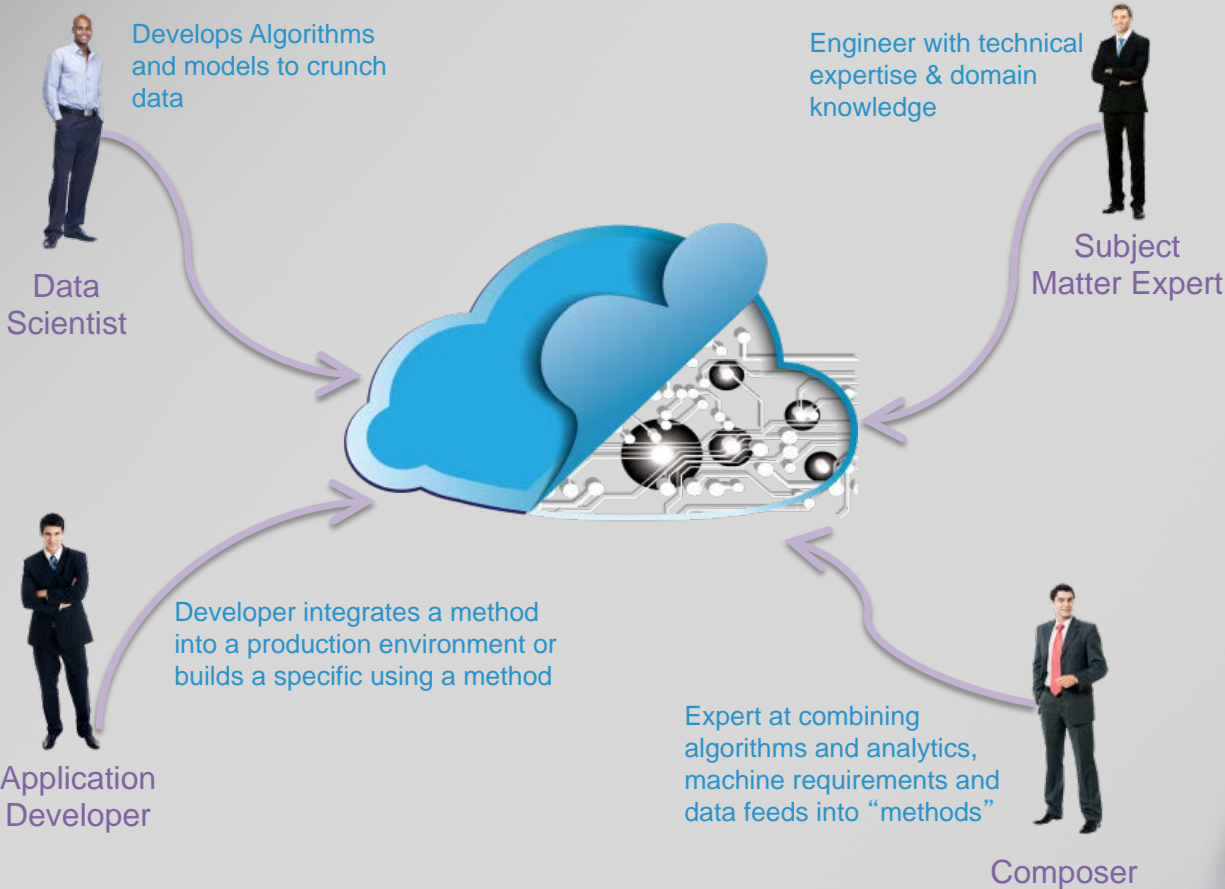 Develops Algorithms
and models to crunch
data
Data
Scientist
Engineer with technical
expertise & domain
knowledge
Subject
Matter Expert
Developer integrates a method
into a production environment or
builds a specific using a method
Application
Developer
Expert at combining
algorithms and analytics,
machine requirements and
data feeds into “methods”
Composer